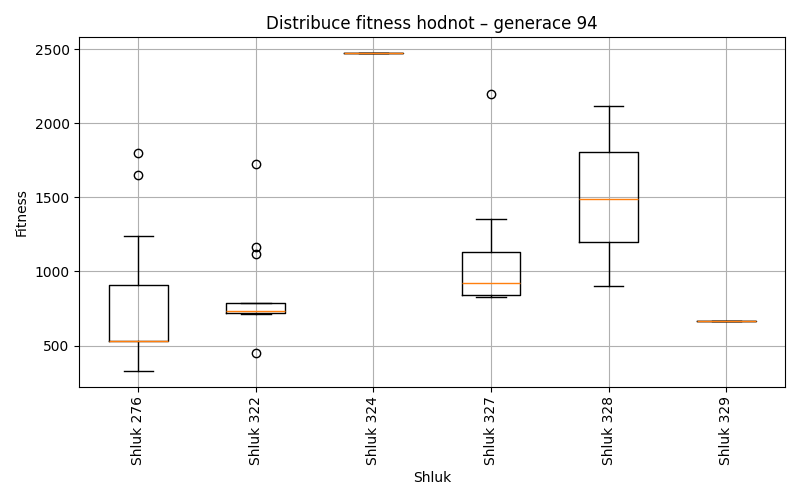 Distribuce fitness hodnot – generace 94
Fitness
2500
2000
1500
1000
500
Shluk 276
Shluk 322
Shluk 324
Shluk 327
Shluk 328
Shluk 329
Shluk